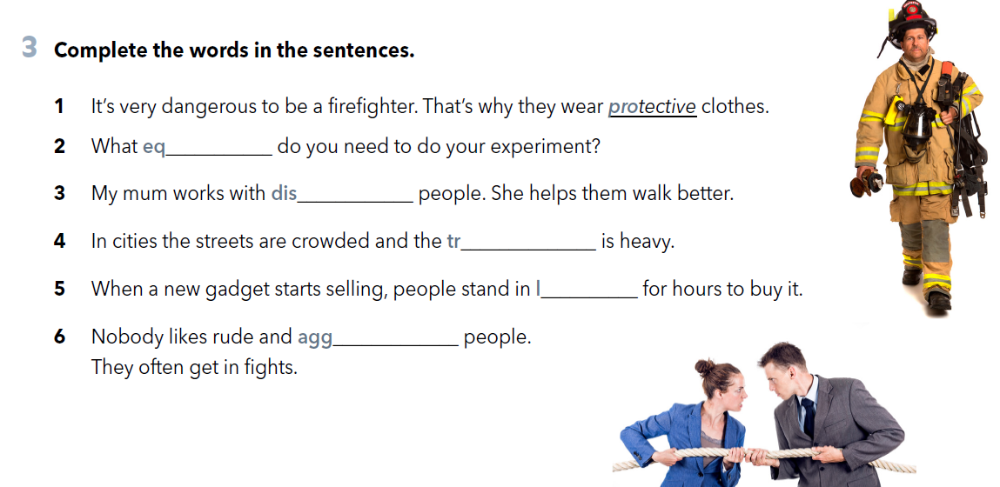 3 Complete the words in the sentences.
1 It’s very dangerous to be a firefighter. That’s why they wear protective clothes.
2 What eq__________ do you need to do your experiment?
3 My mum works with dis___________ people. She helps them walk better.
4 In cities the streets are crowded and the tr_____________ is heavy.
5 When a new gadget starts selling, people stand in l_________ for hours to buy it.
6 Nobody likes rude and agg____________ people.
They often get in fights.